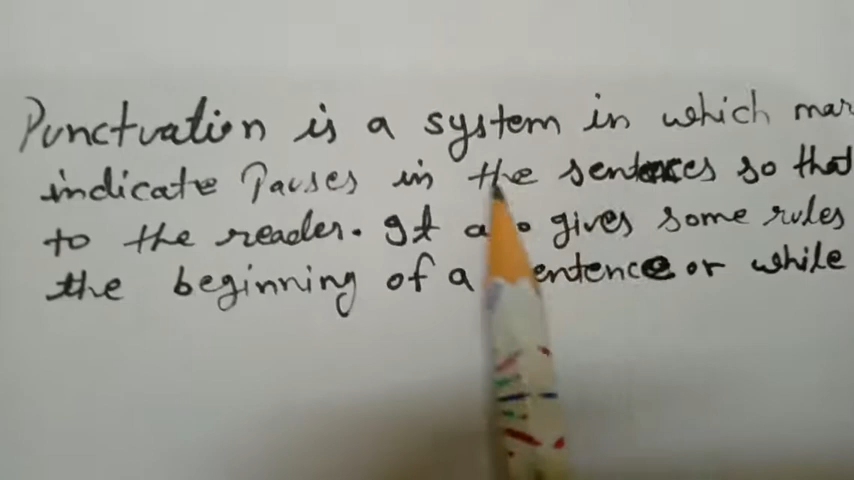 Punctuation is a system in which mar
indicate Pauses in the sentences so that
to the reader. It a o gives some rules
the beginning of a entence or while